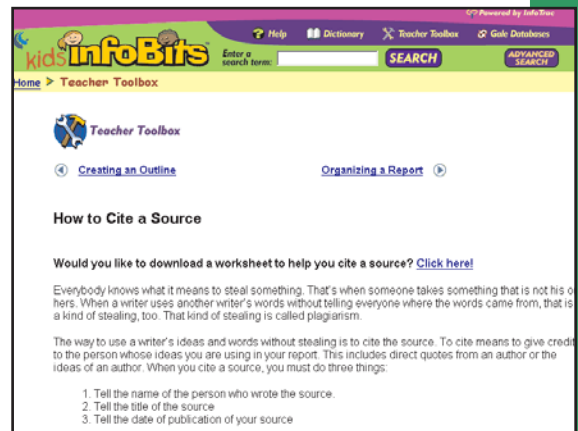 Powered by InfoTrac
Help Dictionary Teacher Toolbox Gale Databases
kids InfoBits Enter a search term: SEARCH ADVANCED SEARCH
Home > Teacher Toolbox
Teacher Toolbox
Creating an Outline Organizing a Report
How to Cite a Source
Would you like to download a worksheet to help you cite a source? Click here!
Everybody knows what it means to steal something. That's when someone takes something that is not his o
hers. When a writer uses another writer's words without telling everyone where the words came from, that is
a kind of stealing, too. That kind of stealing is called plagiarism.
The way to use a writer's ideas and words without stealing is to cite the source. To cite means to give credit
to the person whose ideas you are using in your report. This includes direct quotes from an author or the
ideas of an author. When you cite a source, you must do three things:
1. Tell the name of the person who wrote the source.
2. Tell the title of the source
3. Tell the date of publication of your source